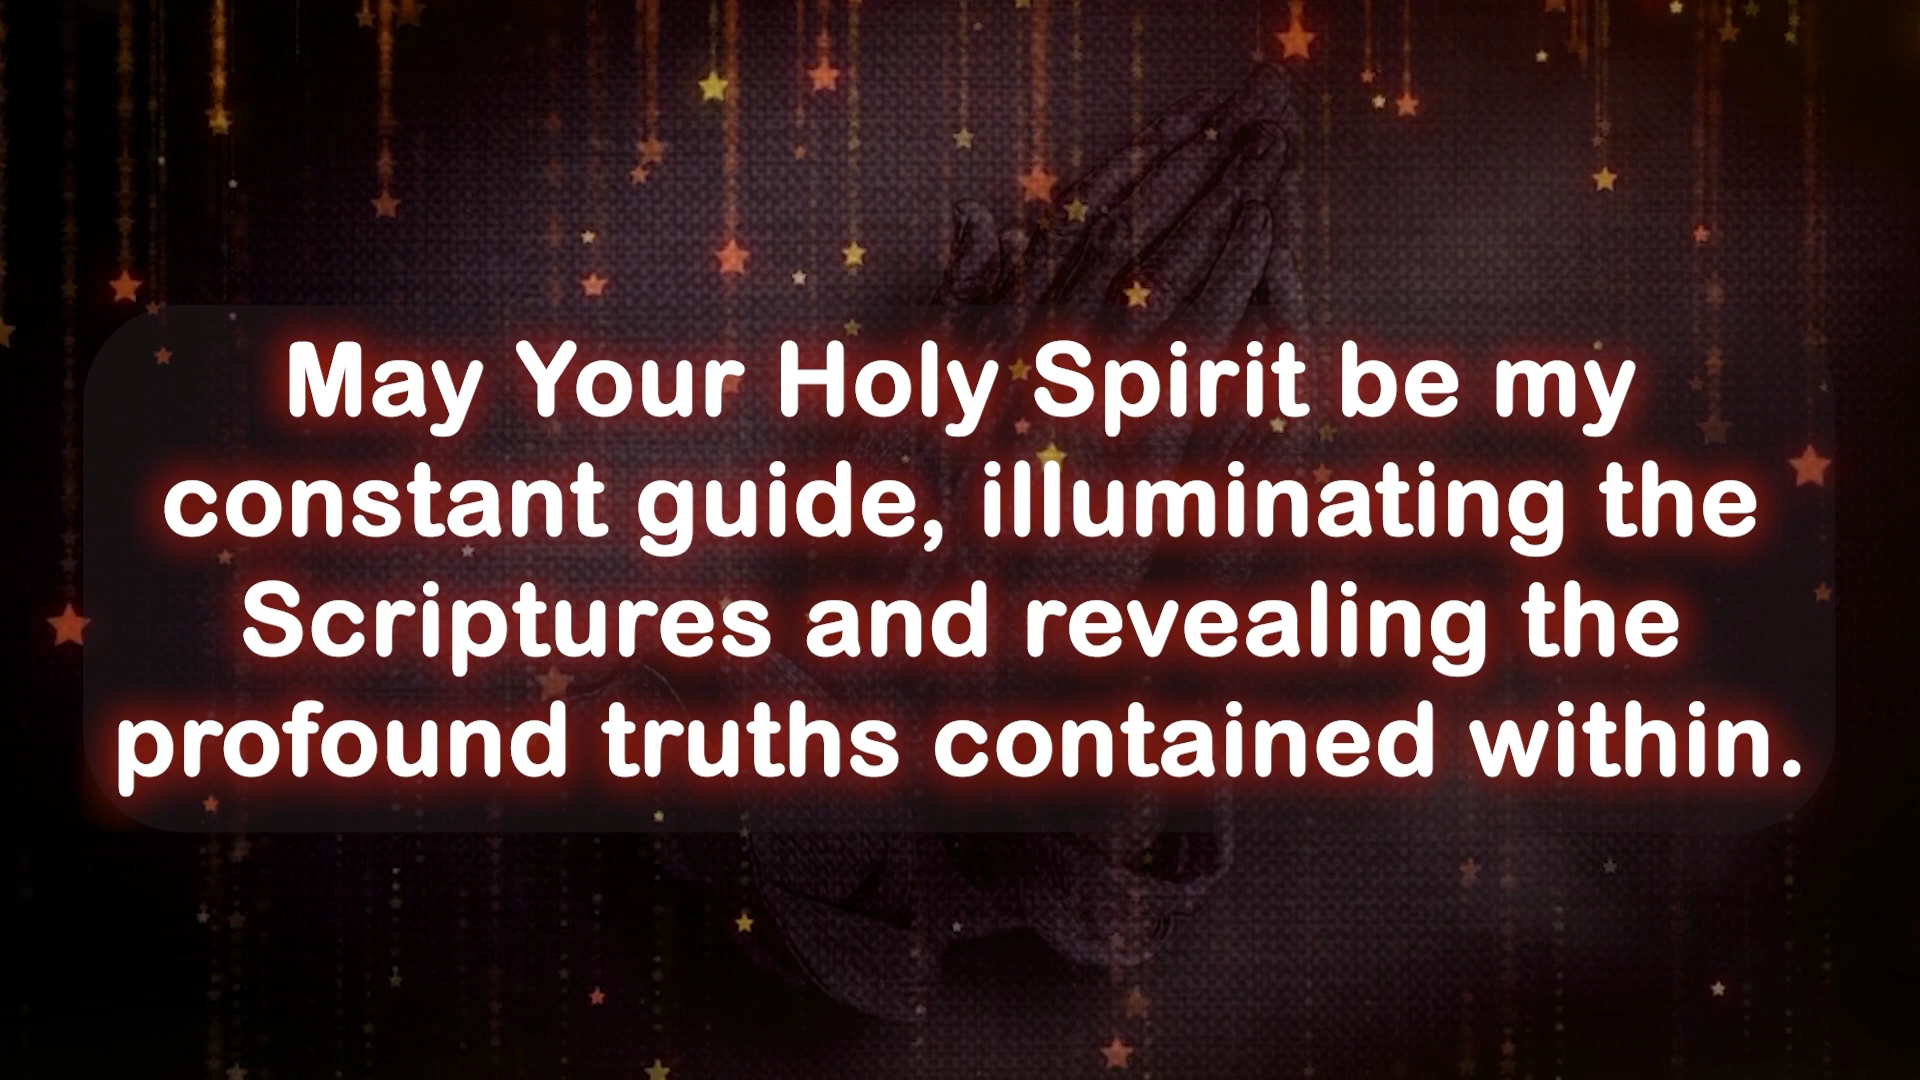 May Your Holy Spirit be my
constant guide, illuminating the
Scriptures and revealing the
profound truths contained within.